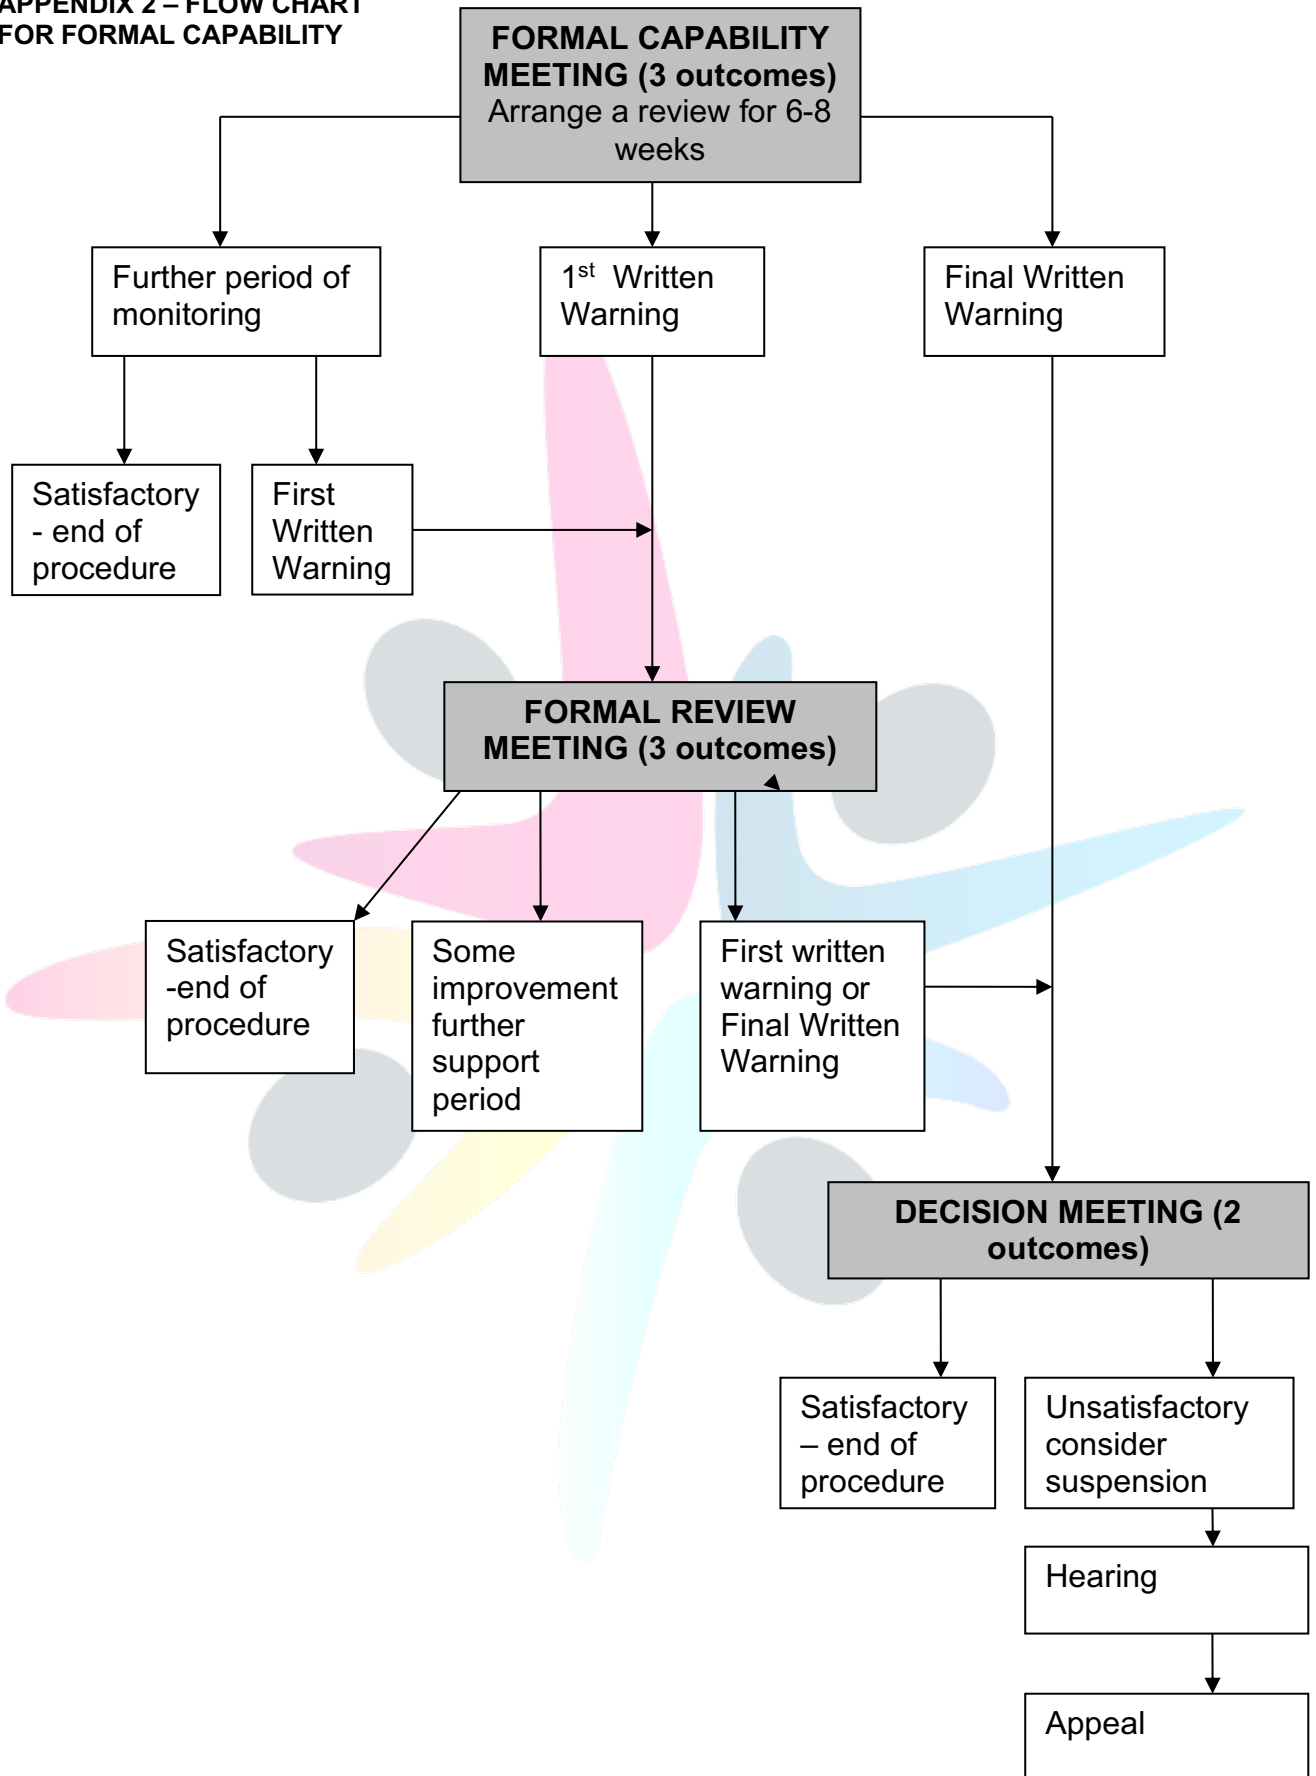 APPENDIX 2 – FLOW CHART
FOR FORMAL CAPABILITY
FORMAL CAPABILITY
MEETING (3 outcomes)
Arrange a review for 6-8
weeks
Further period of
monitoring
1st Written
Warning
Final Written
Warning
Satisfactory
- end of
procedure
First
Written
Warning
FORMAL REVIEW
MEETING (3 outcomes)
Satisfactory
-end of
procedure
Some
improvement
further
support
period
First written
warning or
Final Written
Warning
DECISION MEETING (2
outcomes)
Satisfactory
– end of
procedure
Unsatisfactory
consider
suspension
Hearing
Appeal